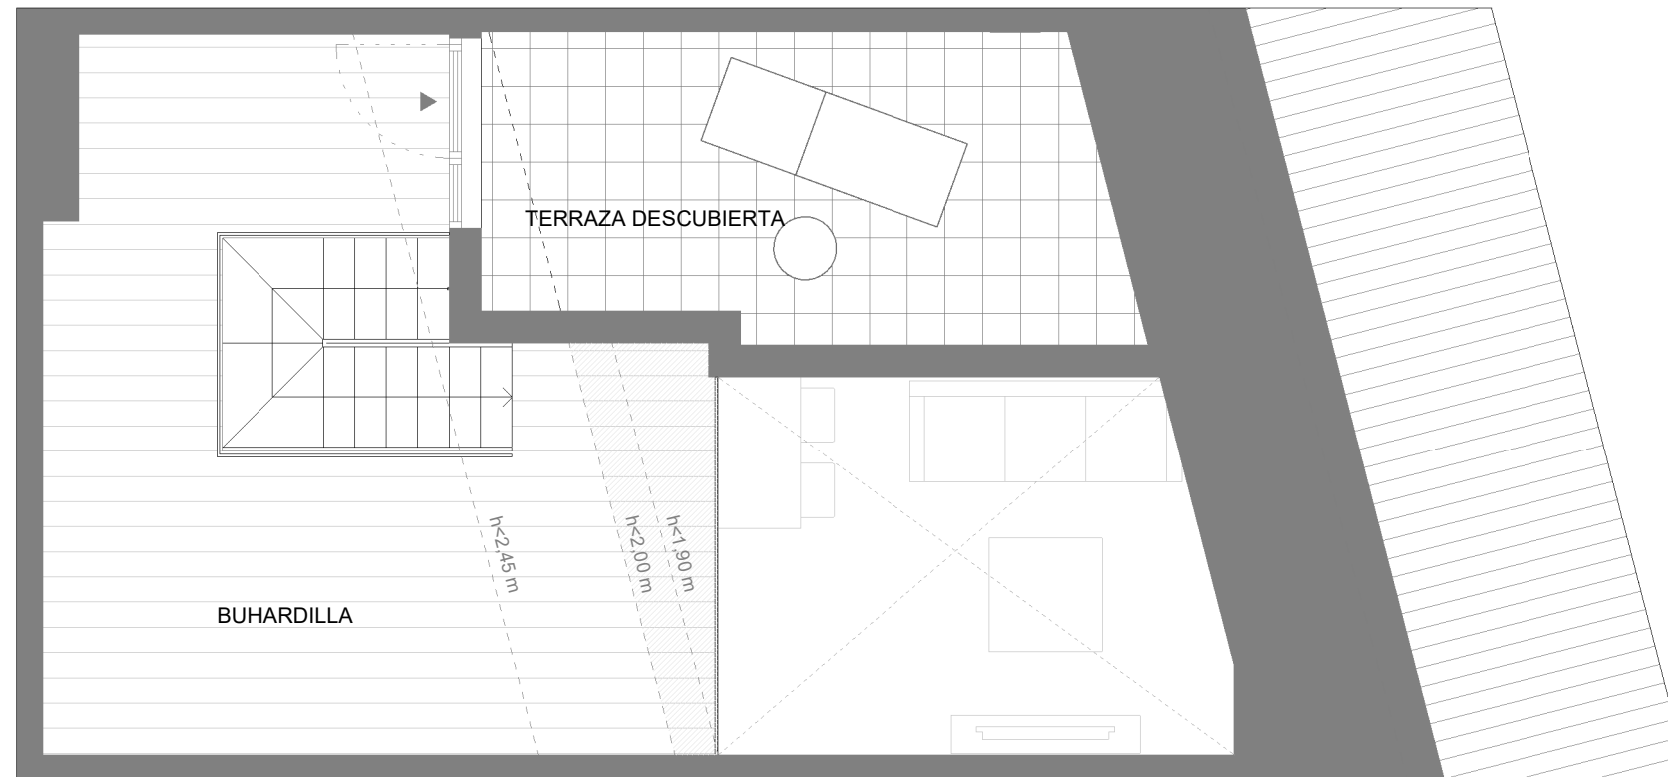 TERRAZA DESCUBIERTA
h<2,45 m
h<2,00 m
h<1,90 m
BUHARDILLA